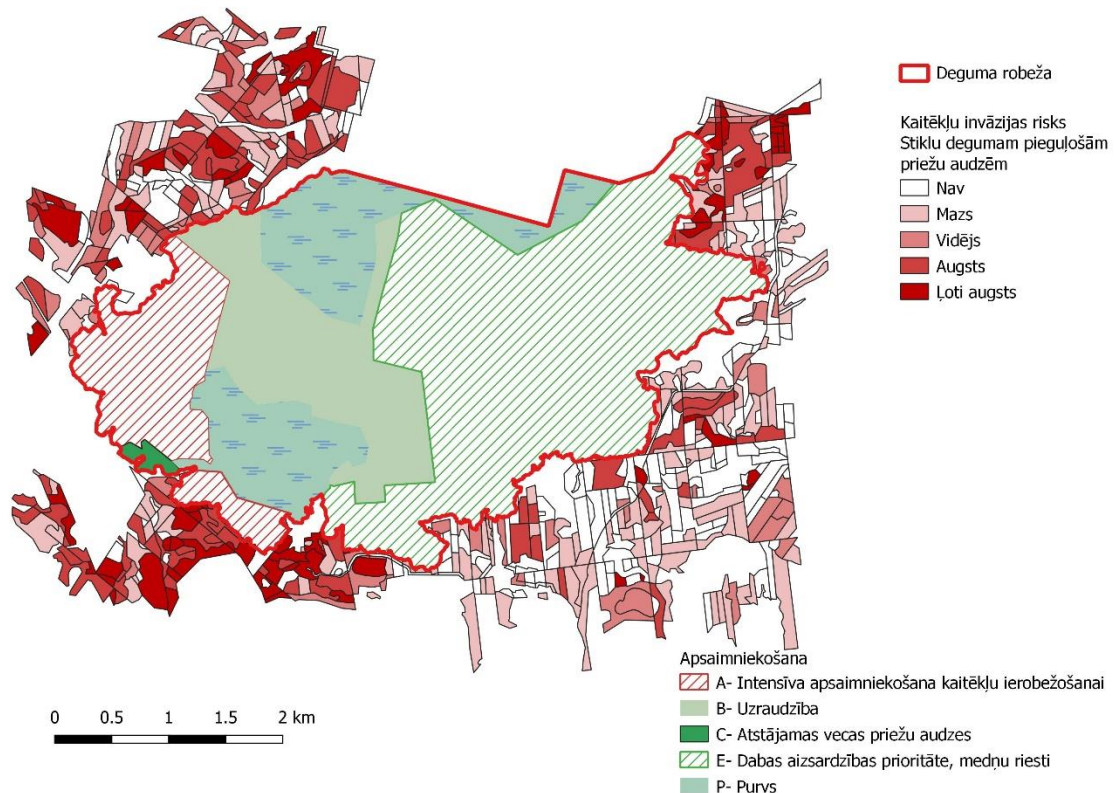 Deguma robeža
Kaitēkļu invāzijas risks
Stiklu degumam pieguļošām
priežu audzēm
Nav
Mazs
Vidējs
Augsts
Ļoti augsts
Apsaimniekošana
A- Intensīva apsaimniekošana kaitēkļu ierobežošanai
B- Uzraudzība
C- Atstājamas vecas priežu audzes
E- Dabas aizsardzības prioritāte, medņu riesti
P- Purvs
0 0.5 1 1.5 2 km